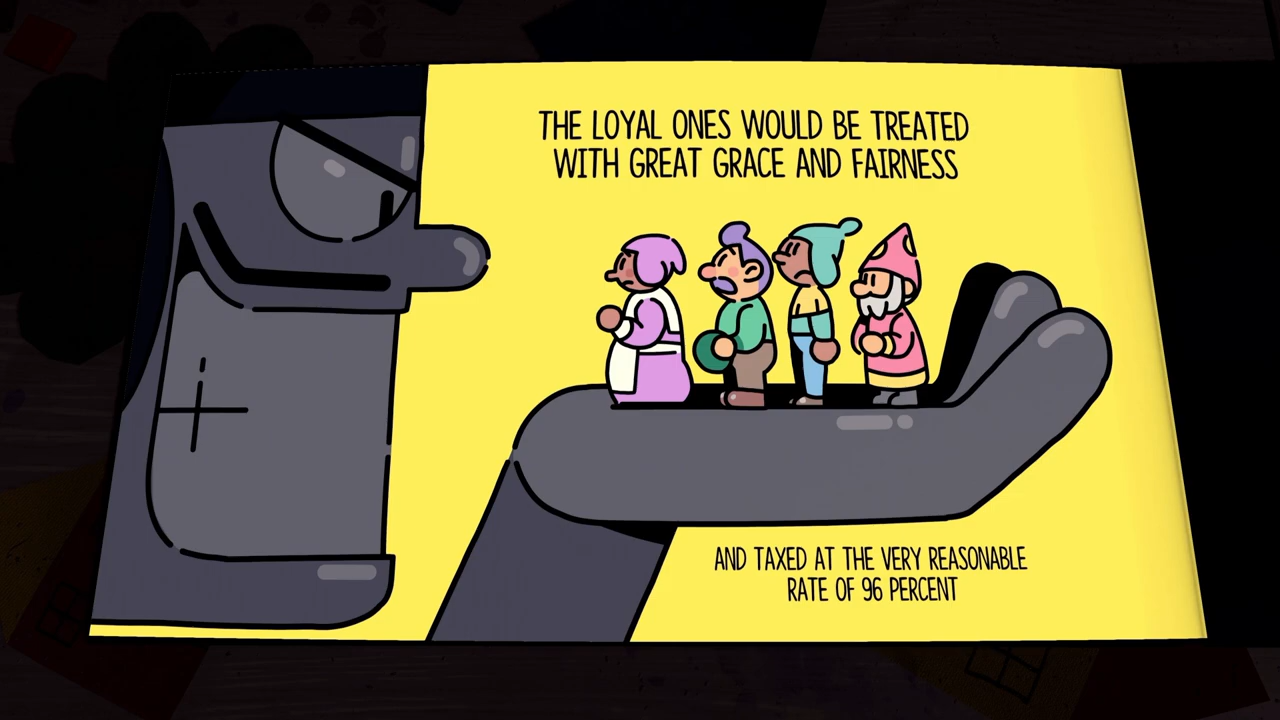 THE LOYAL ONES WOULD BE TREATED
WITH GREAT GRACE AND FAIRNESS
AND TAXED AT THE VERY REASONABLE
RATE OF 96 PERCENT